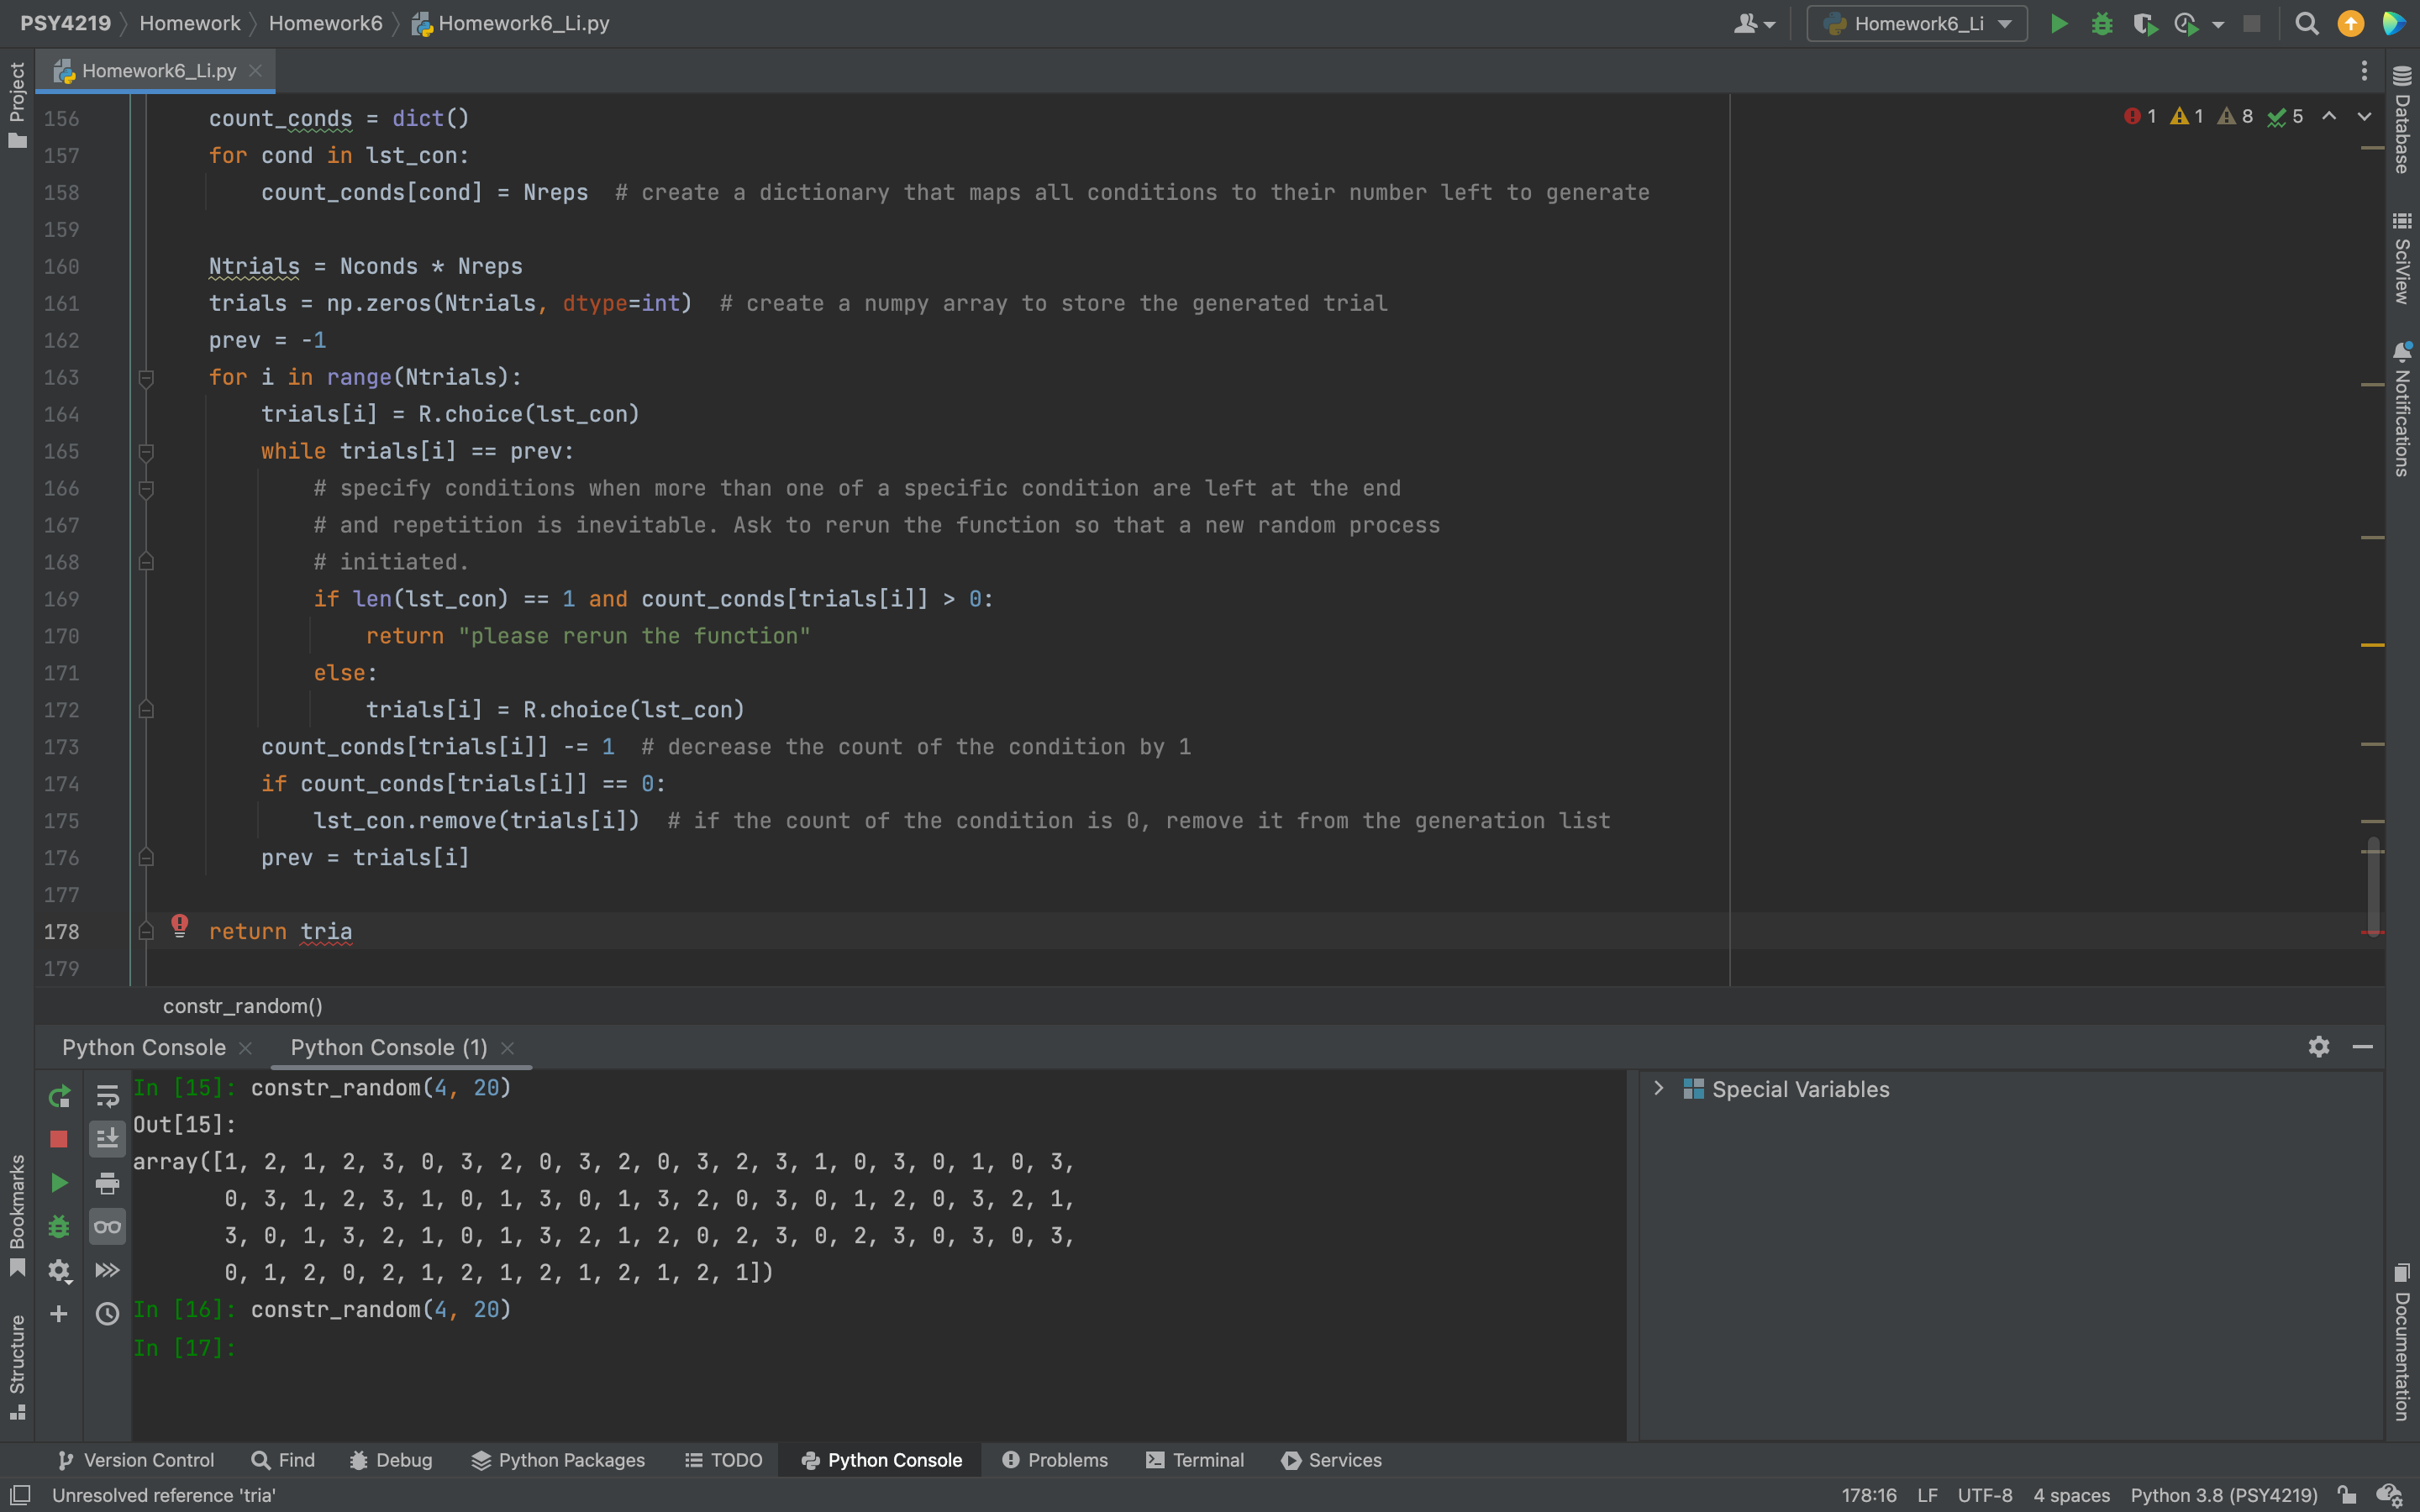 PSY4219 Homework Homework6 Homework6_Li.py
Homework6_Li
Homework6_Li.py
1 1 8 5
156 count_conds = dict()
157 for cond in lst_con:
158 count_conds[cond] = Nreps # create a dictionary that maps all conditions to their number left to generate
159
160 Ntrials = Nconds * Nreps
161 trials = np.zeros(Ntrials, dtype=int) # create a numpy array to store the generated trial
162 prev = -1
163 for i in range(Ntrials):
164 trials[i] = R.choice(lst_con)
165 while trials[i] == prev:
166 # specify conditions when more than one of a specific condition are left at the end
167 # and repetition is inevitable. Ask to rerun the function so that a new random process
168 # initiated.
169 if len(lst_con) == 1 and count_conds[trials[i]] > 0:
170 return "please rerun the function"
171 else:
172 trials[i] = R.choice(lst_con)
173 count_conds[trials[i]] -= 1 # decrease the count of the condition by 1
174 if count_conds[trials[i]] == 0:
175 lst_con.remove(trials[i]) # if the count of the condition is 0, remove it from the generation list
176 prev = trials[i]
177
178 return tria
179
constr_random()
Python Console Python Console (1)
In [15]: constr_random(4, 20)
Out[15]:
array([1, 2, 1, 2, 3, 0, 3, 2, 0, 3, 2, 0, 3, 2, 3, 1, 0, 3, 0, 1, 0, 3,
0, 3, 1, 2, 3, 1, 0, 1, 3, 0, 1, 3, 2, 0, 3, 0, 1, 2, 0, 3, 2, 1,
3, 0, 1, 3, 2, 1, 0, 1, 3, 2, 1, 2, 0, 2, 3, 0, 2, 3, 0, 3, 0, 3,
0, 1, 2, 0, 2, 1, 2, 1, 2, 1, 2, 1, 2, 1])
In [16]: constr_random(4, 20)
In [17]:
Special Variables
Project
Bookmarks
Structure
Database
SciView
Notifications
Documentation
Version Control Find Debug Python Packages TODO Python Console Problems Terminal Services
Unresolved reference 'tria' 178:16 LF UTF-8 4 spaces Python 3.8 (PSY4219)